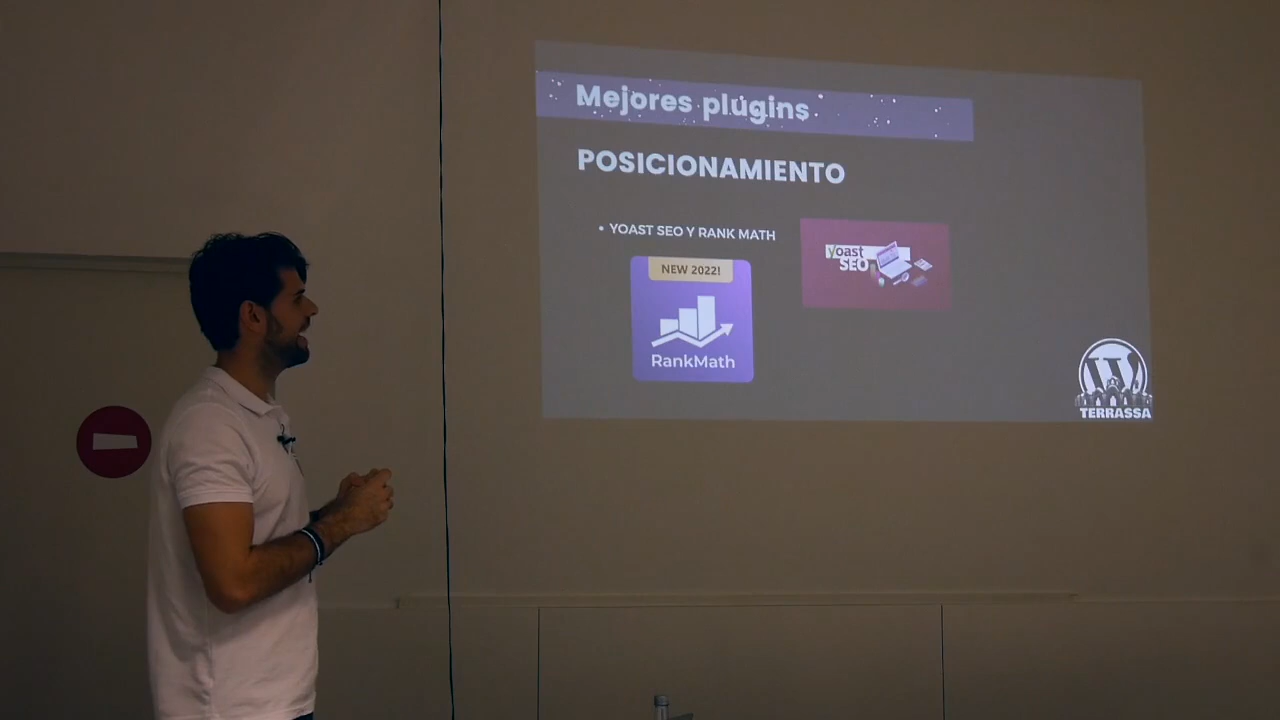 Mejores plugins
POSICIONAMIENTO
• YOAST SEO Y RANK MATH
NEW 2022!
RankMath
yoast
SEO
W
TERRASSA